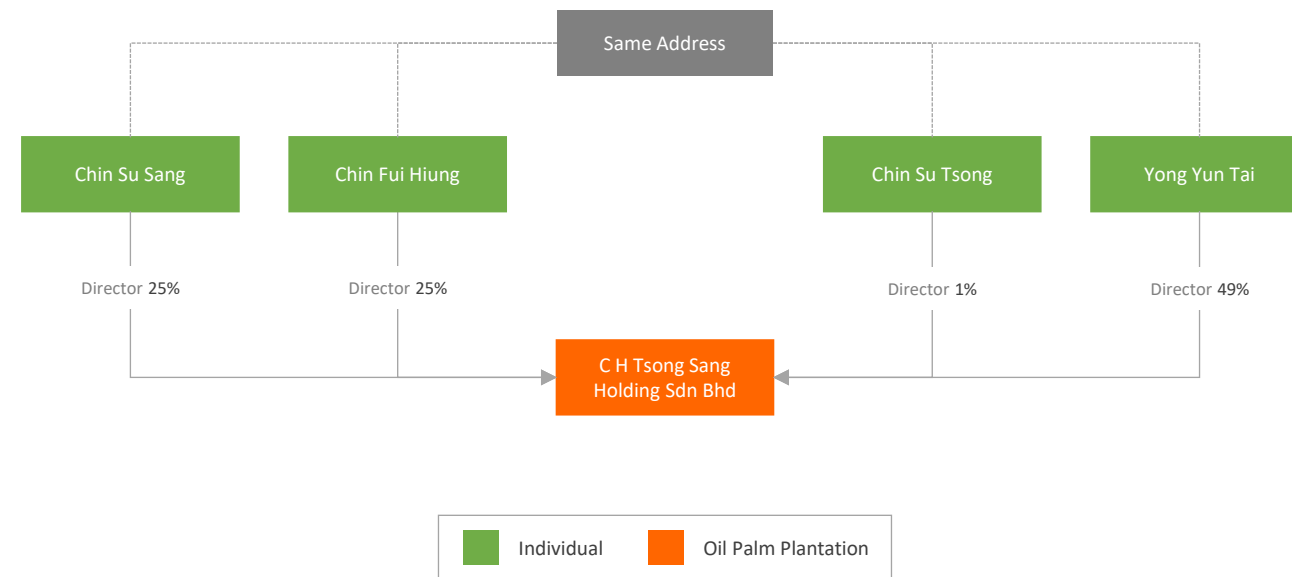 Same Address
Chin Su Sang
Chin Fui Hiung
Chin Su Tsong
Yong Yun Tai
Director 25%
Director 25%
Director 1%
Director 49%
C H Tsong Sang
Holding Sdn Bhd
Individual
Oil Palm Plantation